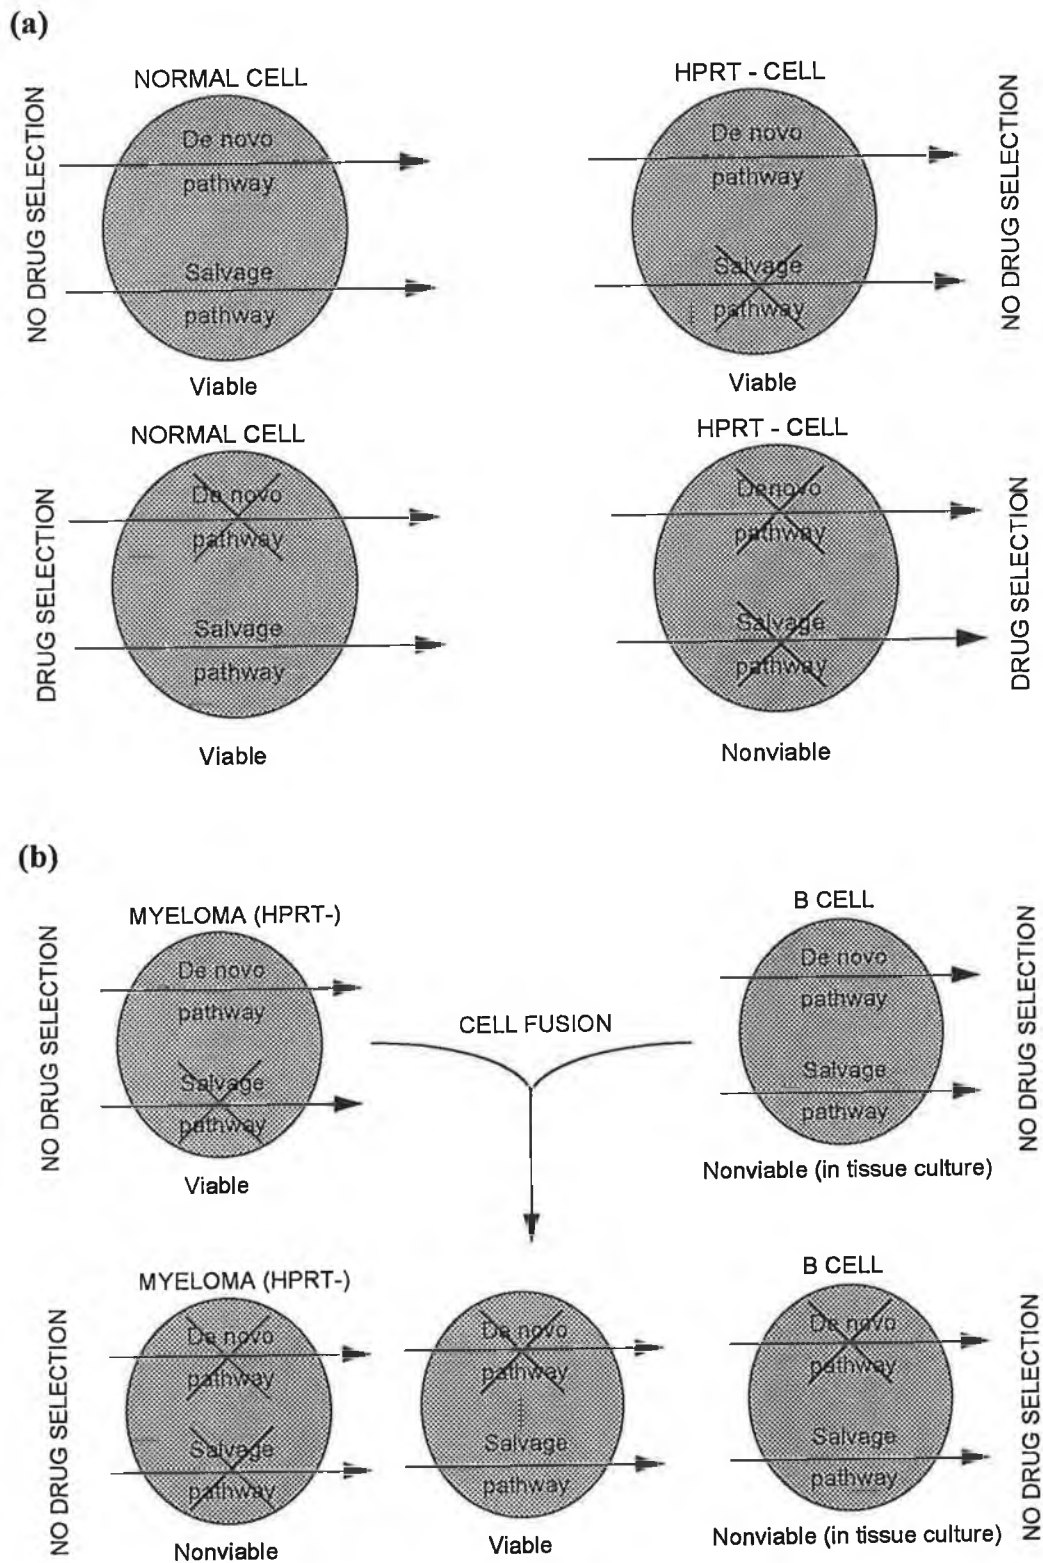 (a)
NORMAL CELL
HPRT - CELL
NO DRUG SELECTION
De novo
pathway
Salvage
pathway
Viable
De novo
pathway
Salvage
pathway
Viable
NO DRUG SELECTION
NORMAL CELL
HPRT - CELL
DRUG SELECTION
De novo
pathway
Salvage
pathway
Viable
Denovo
pathway
Salvage
pathway
Nonviable
DRUG SELECTION
(b)
MYELOMA (HPRT-)
B CELL
NO DRUG SELECTION
De novo
pathway
Salvage
pathway
Viable
CELL FUSION
De novo
pathway
Salvage
pathway
Nonviable (in tissue culture)
NO DRUG SELECTION
MYELOMA (HPRT-)
B CELL
NO DRUG SELECTION
De novo
pathway
Salvage
pathway
Nonviable
De novo
pathway
Salvage
pathway
Viable
De novo
pathway
Salvage
pathway
Nonviable (in tissue culture)
NO DRUG SELECTION